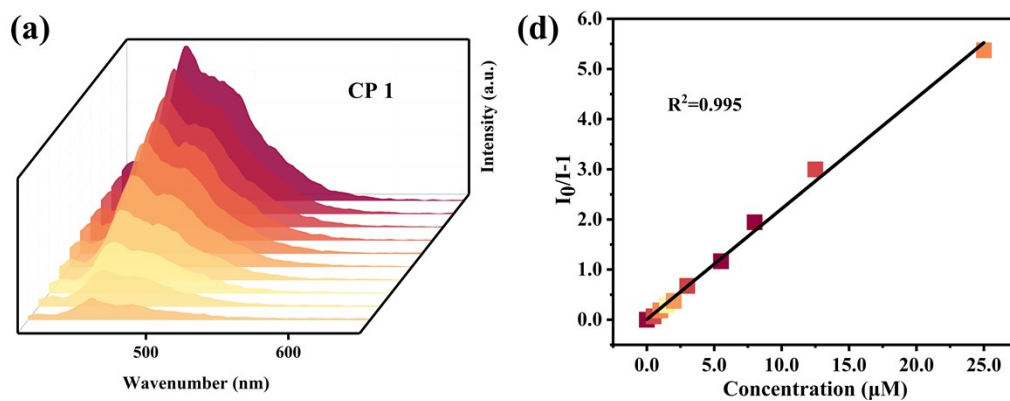 (a)
CP 1
Intensity (a.u.)
500
600
Wavenumber (nm)
(d)
6.0
5.0
4.0
3.0
2.0
1.0
0.0
I₀/I-1
R²=0.995
0.0
5.0
10.0
15.0
20.0
25.0
Concentration (μM)